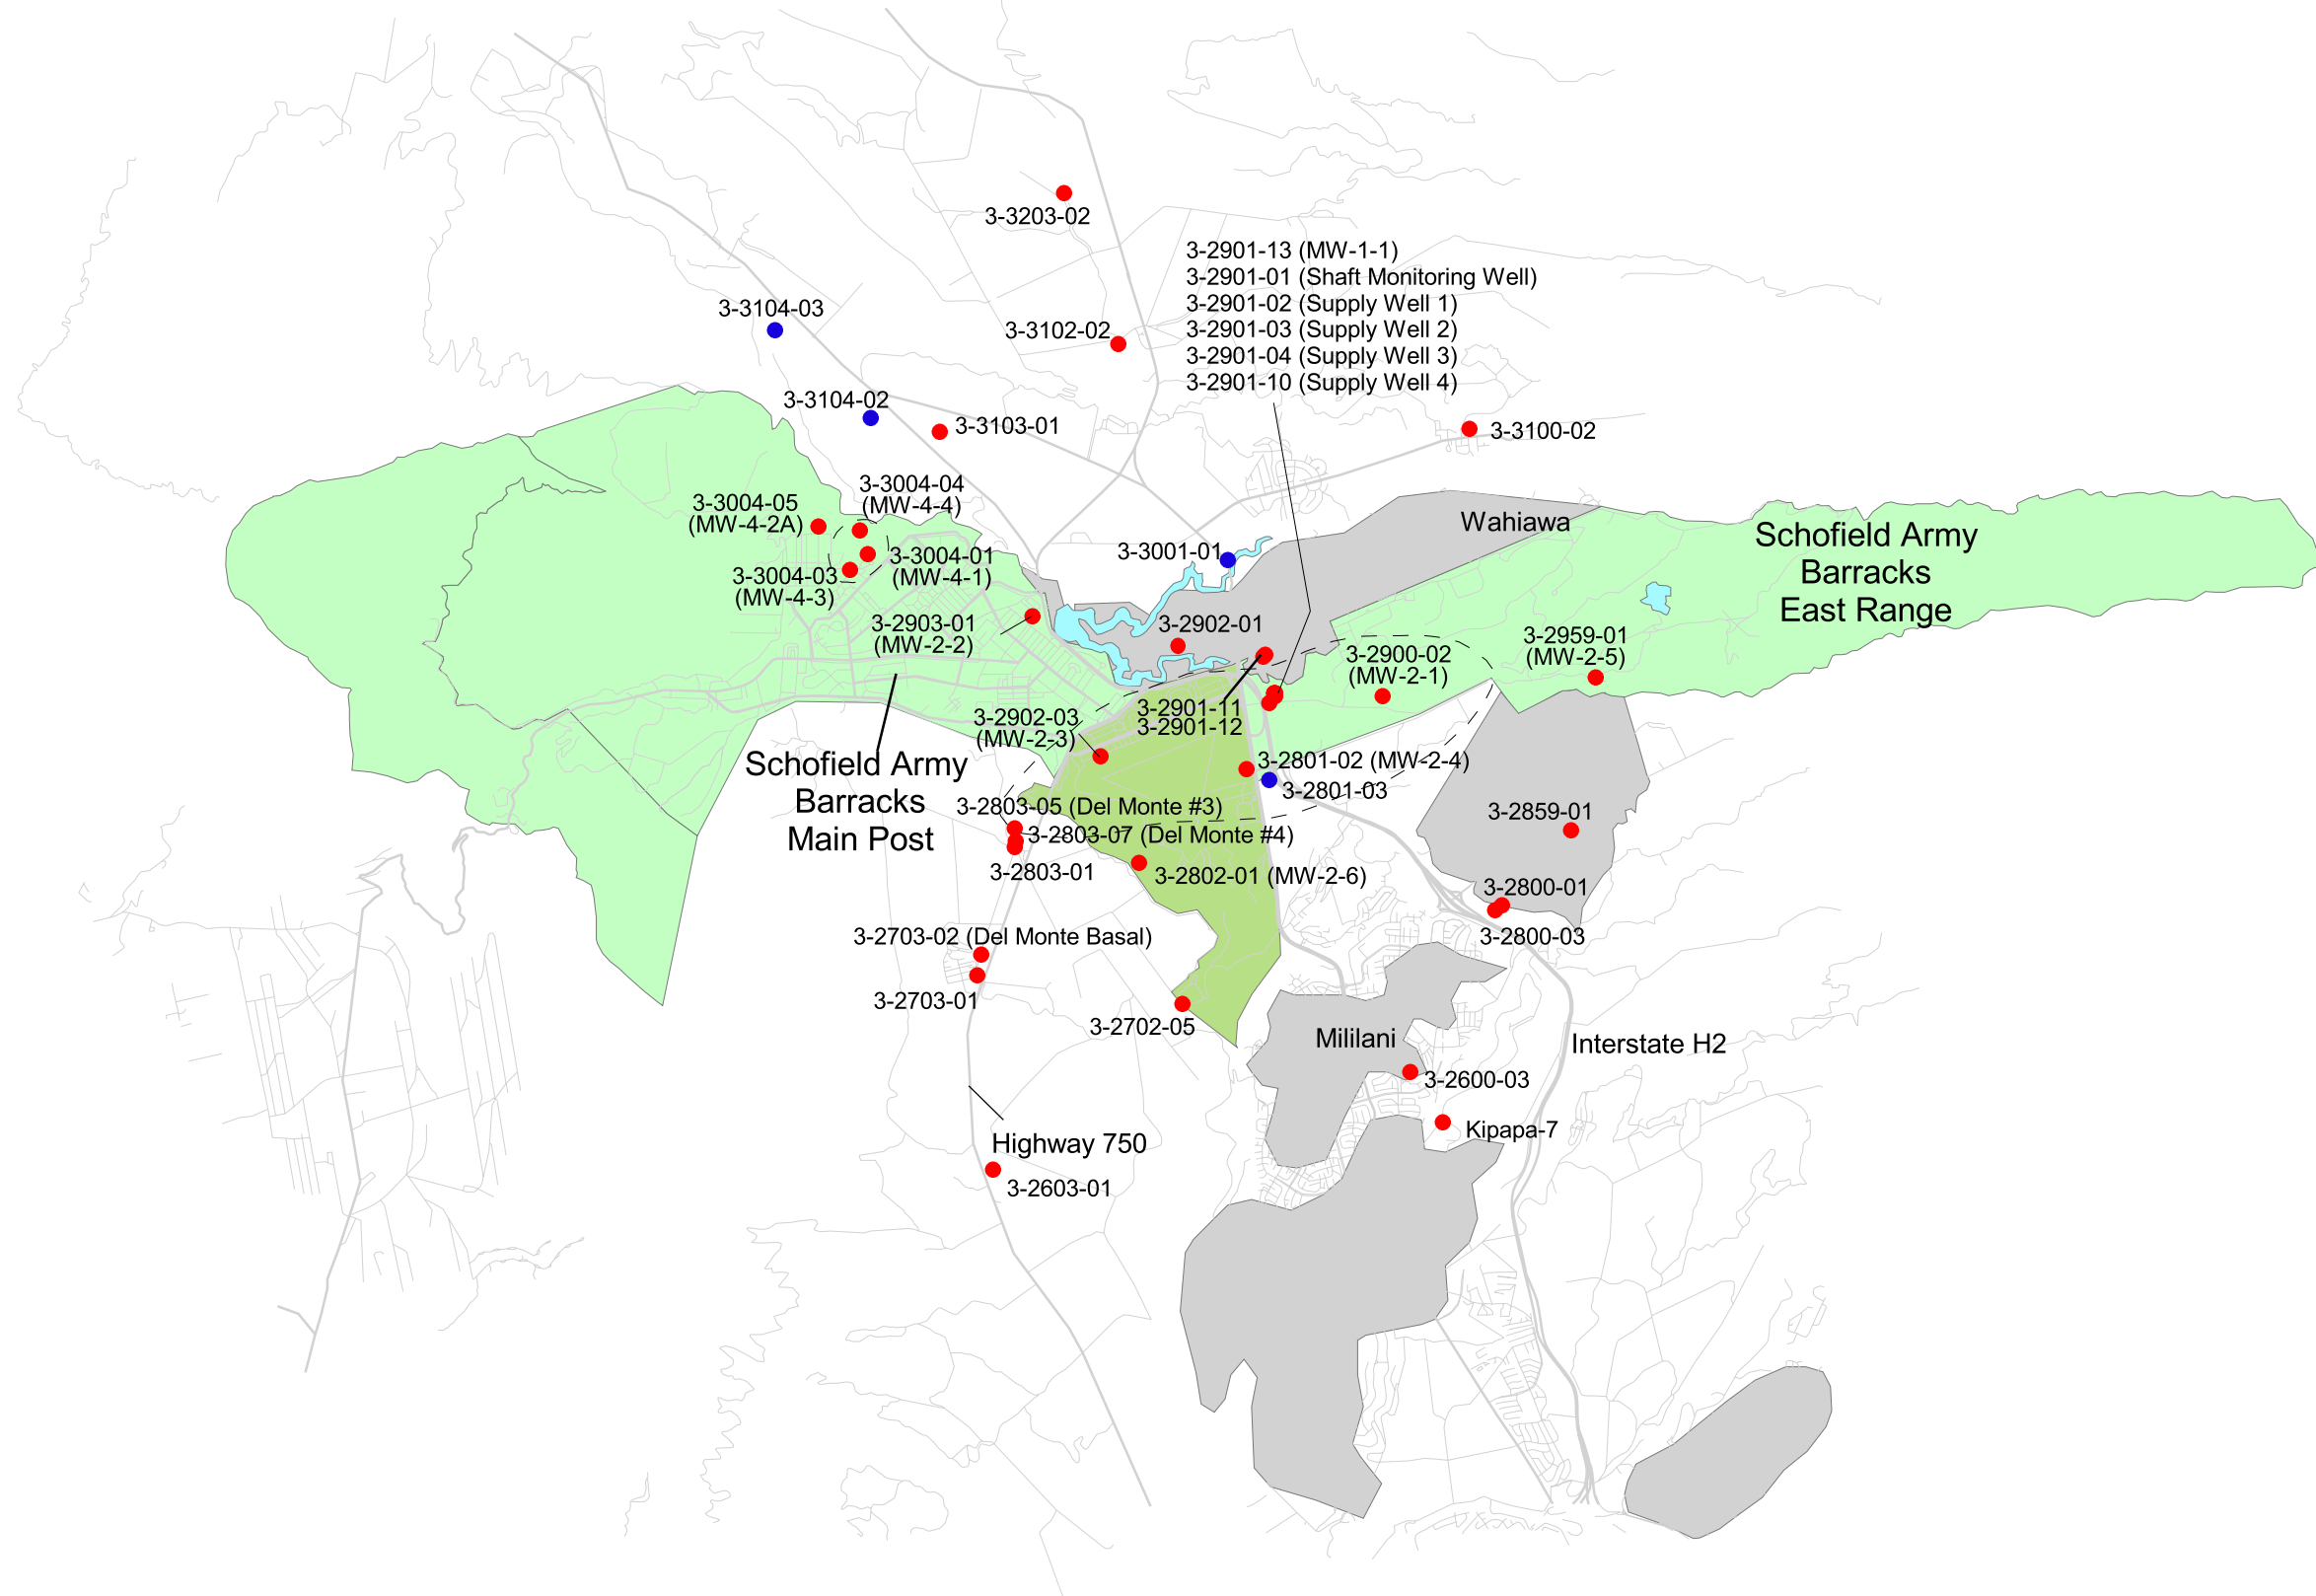 3-3203-02
3-2901-13 (MW-1-1)
3-2901-01 (Shaft Monitoring Well)
3-2901-02 (Supply Well 1)
3-2901-03 (Supply Well 2)
3-2901-04 (Supply Well 3)
3-2901-10 (Supply Well 4)
3-3104-03
3-3102-02
3-3104-02
3-3103-01
3-3100-02
3-3004-04
(MW-4-4)
3-3004-05
(MW-4-2A)
Wahiawa
Schofield Army
Barracks
East Range
3-3001-01
3-3004-01
(MW-4-1)
3-3004-03
(MW-4-3)
3-2903-01
(MW-2-2)
3-2902-01
3-2959-01
(MW-2-5)
3-2900-02
(MW-2-1)
3-2901-11
3-2901-12
3-2902-03
(MW-2-3)
Schofield Army
Barracks
Main Post
3-2801-02 (MW-2-4)
3-2801-03
3-2803-05 (Del Monte #3)
3-2803-07 (Del Monte #4)
3-2859-01
3-2803-01
3-2802-01 (MW-2-6)
3-2800-01
3-2800-03
3-2703-02 (Del Monte Basal)
3-2703-01
3-2702-05
Mililani
Interstate H2
3-2600-03
Kipapa-7
Highway 750
3-2603-01